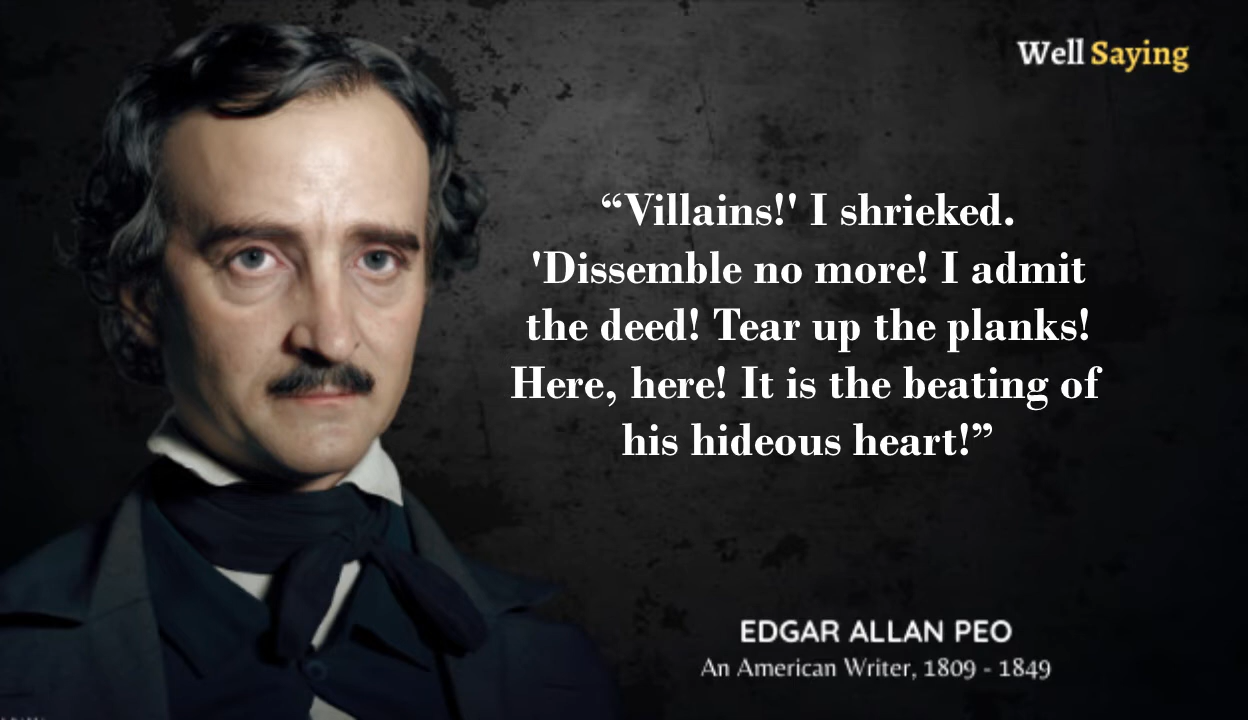 Well Saying
“Villains!' I shrieked.
'Dissemble no more! I admit
the deed! Tear up the planks!
Here, here! It is the beating of
his hideous heart!”
EDGAR ALLAN PEO
An American Writer, 1809 - 1849